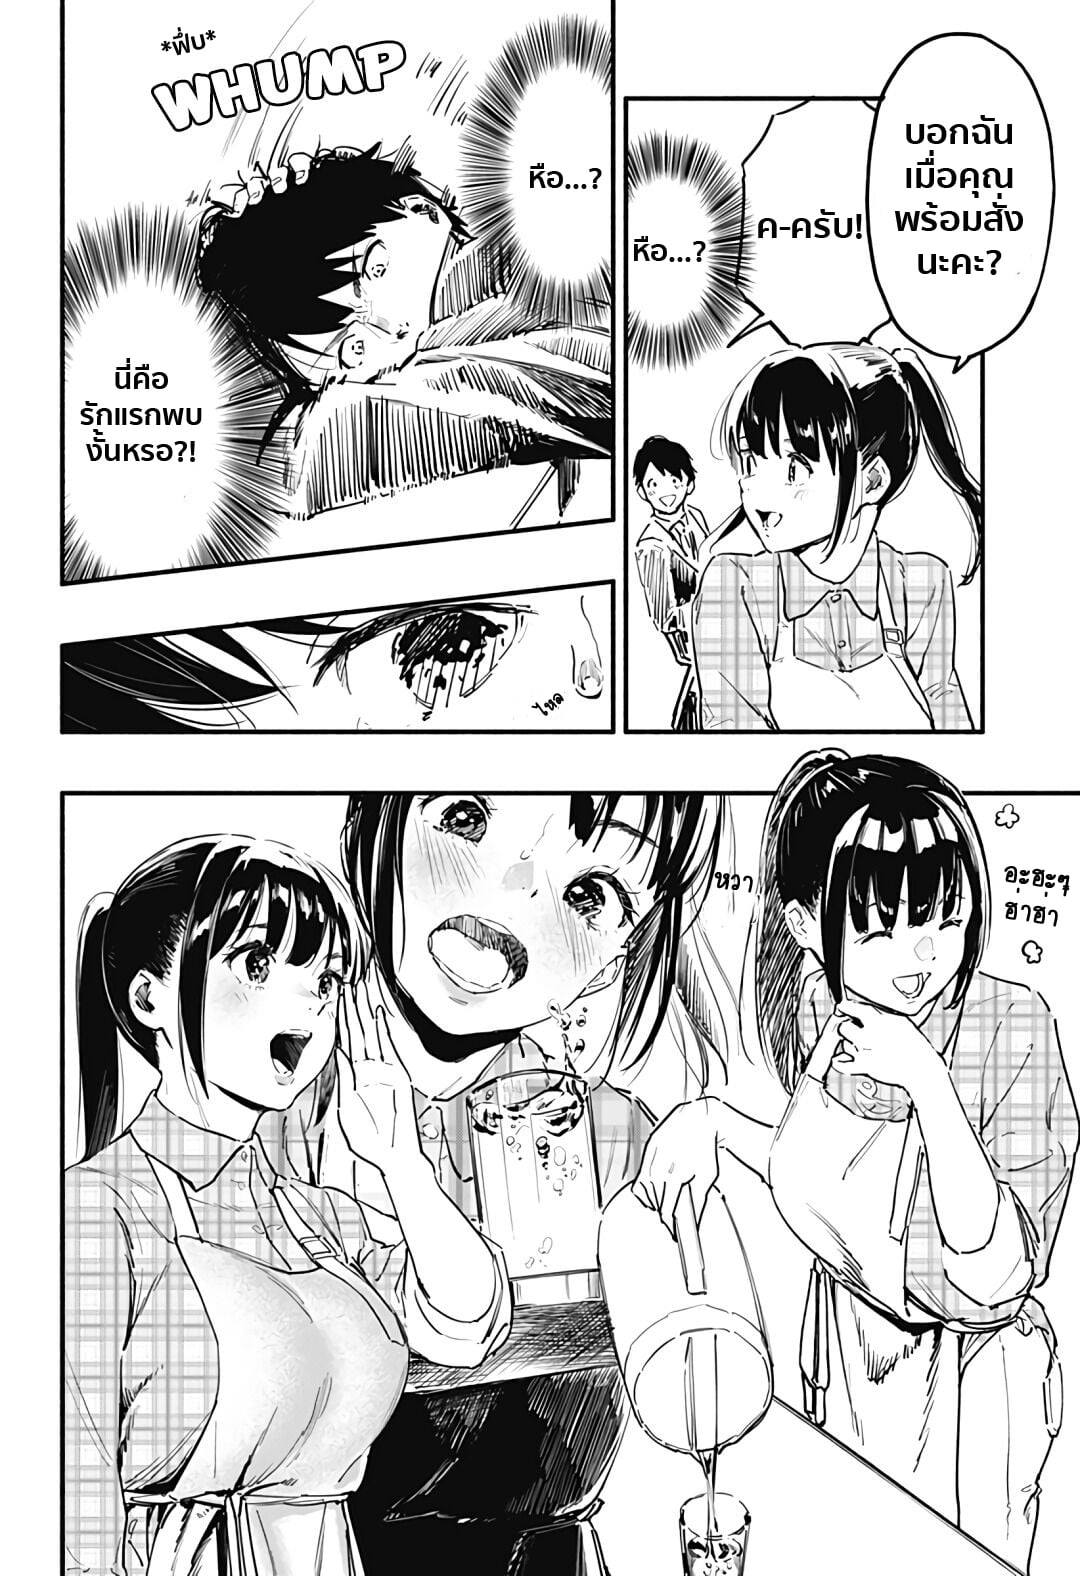 บอกฉัน
เมื่อคุณ
พร้อมสั่ง
นะคะ?
ค-ครับ!
หือ...?
*ฟึ่บ*
WHUMP
หือ...?
นี่คือ
รักแรกพบ
งั้นหรอ?!
ไหล
อะฮะๆ
ฮ่าฮ่า
หวา